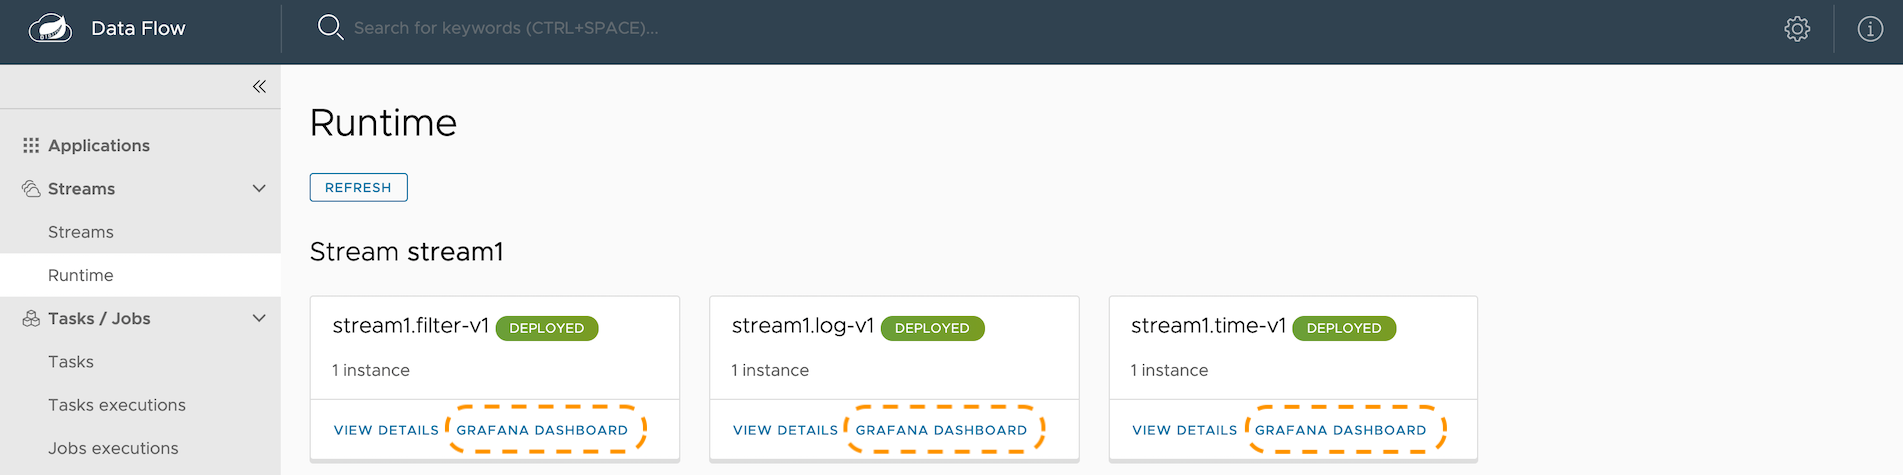 Data Flow
Search for keywords (CTRL+SPACE)...
Applications
Streams
Streams
Runtime
Tasks / Jobs
Tasks
Tasks executions
Jobs executions
Runtime
REFRESH
Stream stream1
stream1.filter-v1 DEPLOYED
1 instance
VIEW DETAILS GRAFANA DASHBOARD
stream1.log-v1 DEPLOYED
1 instance
VIEW DETAILS GRAFANA DASHBOARD
stream1.time-v1 DEPLOYED
1 instance
VIEW DETAILS GRAFANA DASHBOARD